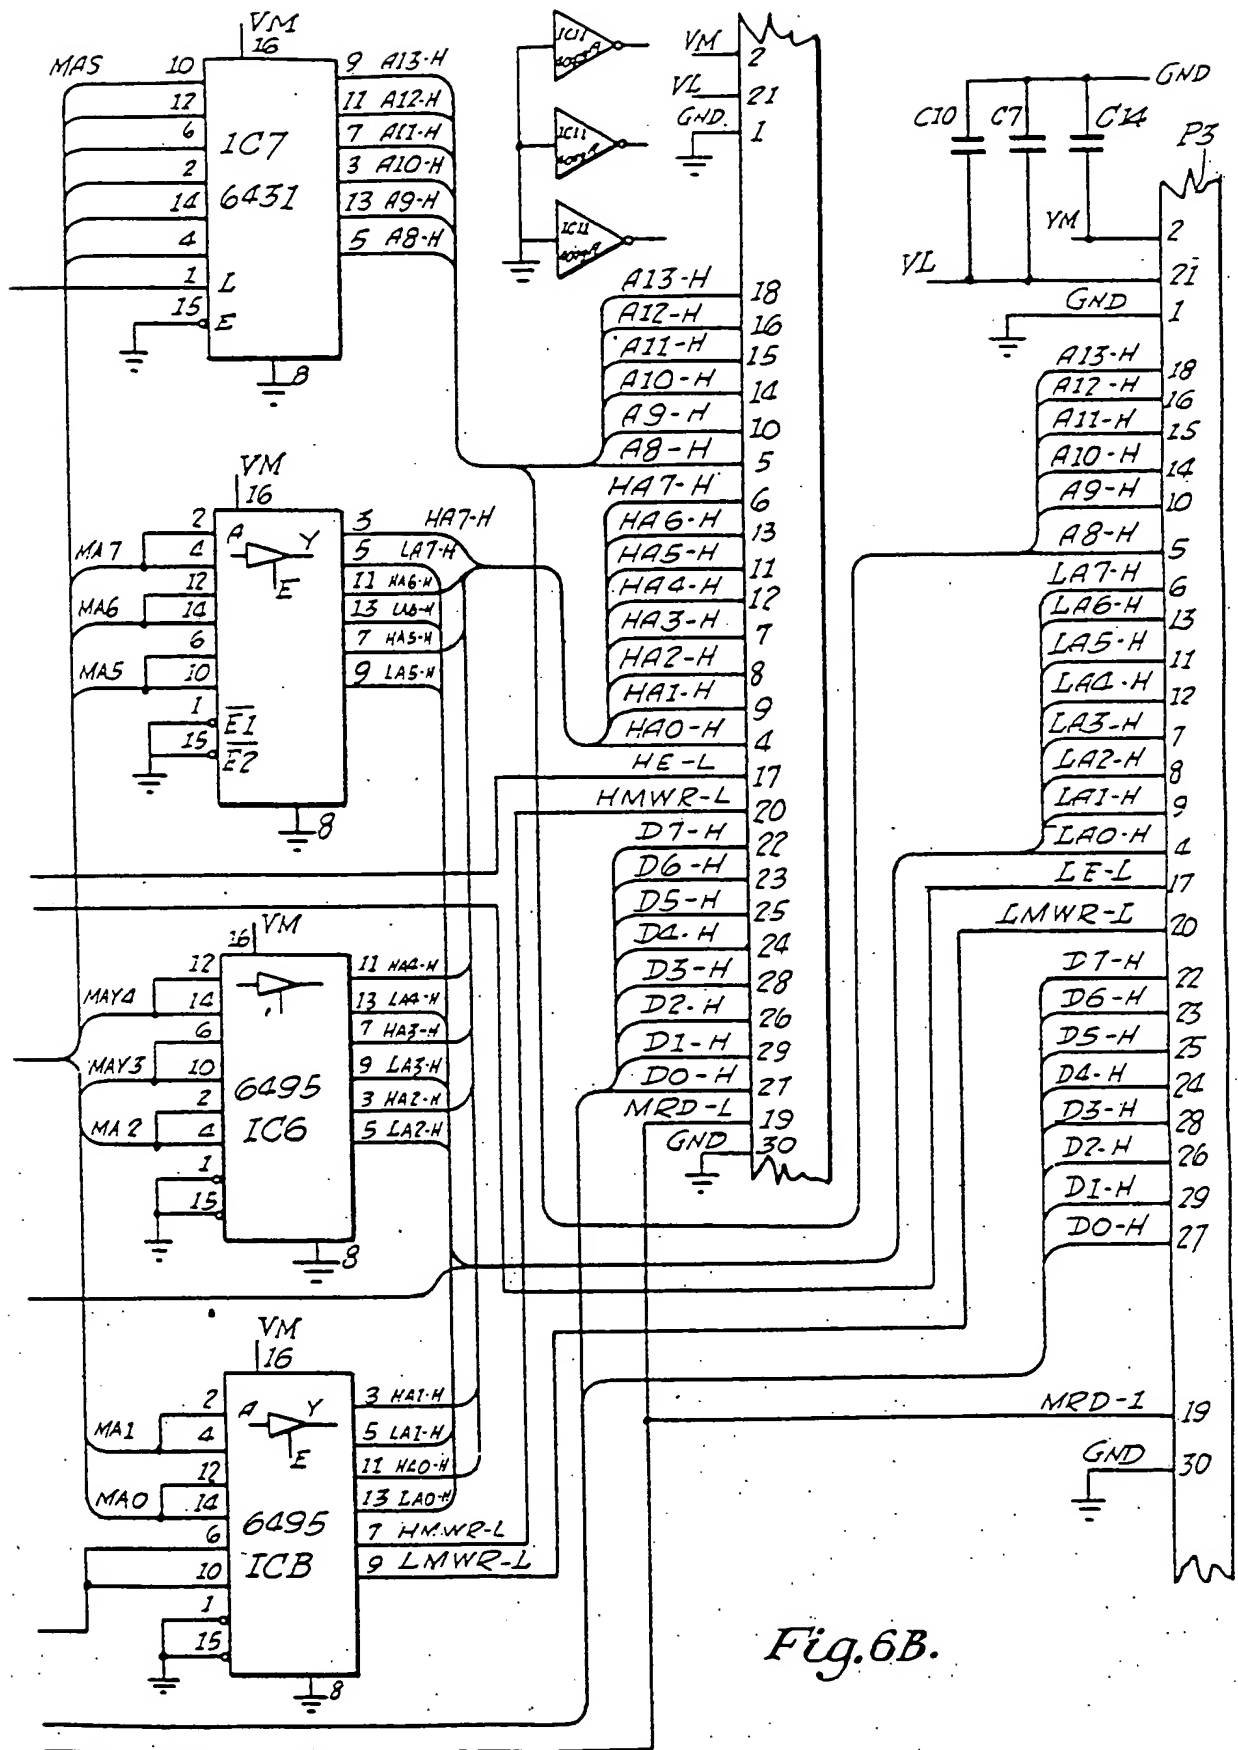 VM
16
MA5
10
12
6
2
14
4
1 L
15 E
IC7
6431
9 A13-H
11 A12-H
7 A11-H
3 A10-H
13 A9-H
5 A8-H
8
VM
16
MA7
MA6
MA5
2
4
12
14
6
10
1 E1
15 E2
A Y
E
3 HA7-H
5 LA7-H
11 HA6-H
13 LA6-H
7 HA5-H
9 LA5-H
8
VM
16
MAY4
MAY3
MA2
12
14
6
10
2
4
1
15
6495
IC6
11 HA4-H
13 LA4-H
7 HA3-H
9 LA3-H
3 HA2-H
5 LA2-H
8
VM
16
MA1
MA0
2
4
12
14
6
10
1
15
A Y
E
6495
ICB
3 HA1-H
5 LA1-H
11 HA0-H
13 LA0-H
7 HMWR-L
9 LMWR-L
8
IC11
IC11
IC11
VM 2
VL 21
GND. 1
A13-H 18
A12-H 16
A11-H 15
A10-H 14
A9-H 10
A8-H 5
HA7-H 6
HA6-H 13
HA5-H 11
HA4-H 12
HA3-H 7
HA2-H 8
HA1-H 9
HA0-H 4
HE-L 17
HMWR-L 20
D7-H 22
D6-H 23
D5-H 25
D4-H 24
D3-H 28
D2-H 26
D1-H 29
D0-H 27
MRD-L 19
GND 30
GND
C10 C7 C14
P3
YM 2
VL 21
GND 1
A13-H 18
A12-H 16
A11-H 15
A10-H 14
A9-H 10
A8-H 5
LA7-H 6
LA6-H 13
LA5-H 11
LA4-H 12
LA3-H 7
LA2-H 8
LA1-H 9
LA0-H 4
LE-L 17
LMWR-L 20
D7-H 22
D6-H 23
D5-H 25
D4-H 24
D3-H 28
D2-H 26
D1-H 29
D0-H 27
MRD-1 19
GND 30
Fig.6B.